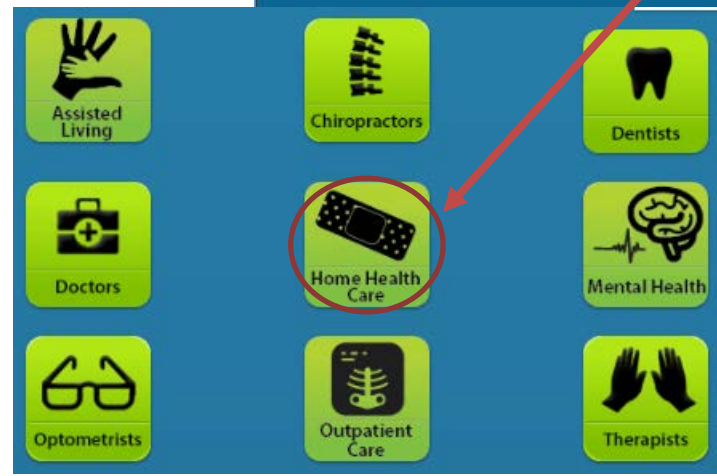 Assisted
Living
Chiropractors
Dentists
Doctors
Home Health
Care
Mental Health
Optometrists
Outpatient
Care
Therapists